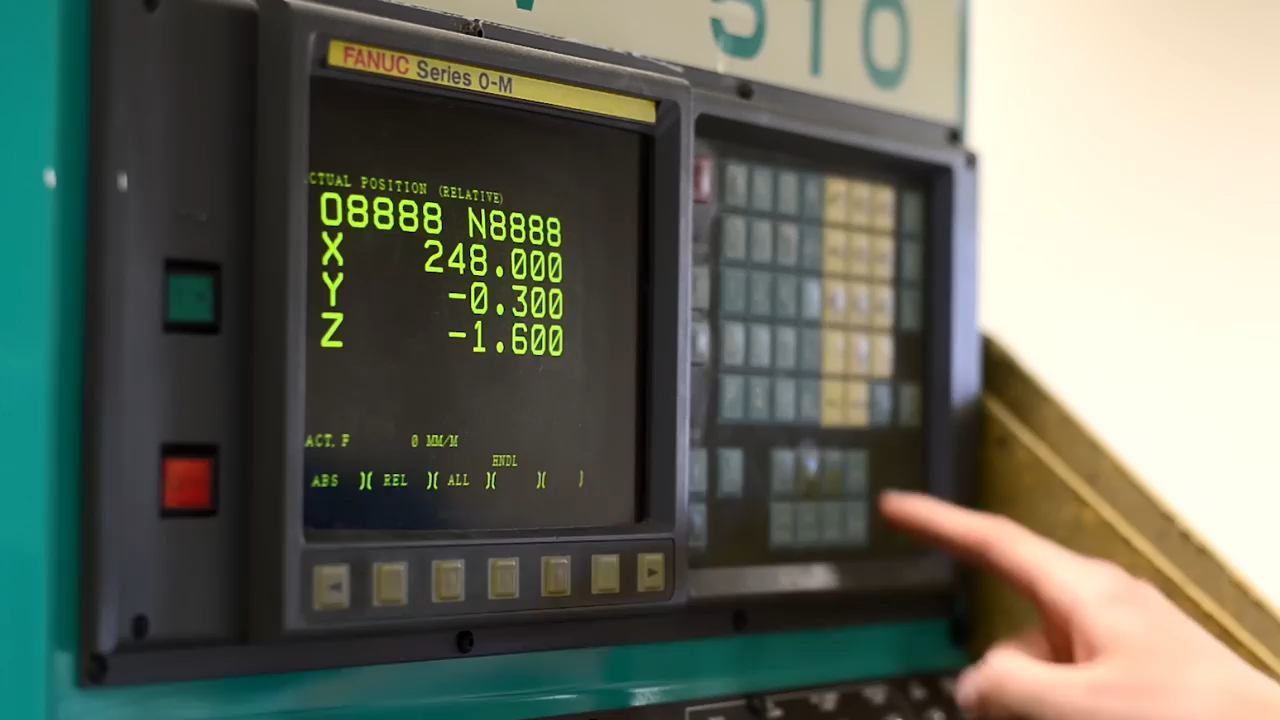 510
FANUC Series 0-M
CTUAL POSITION (RELATIVE)
O8888 N8888
X 248.000
Y -0.300
Z -1.600
ACT. F 0 MM/M
HNDL
ABS )( REL )( ALL )( )( )